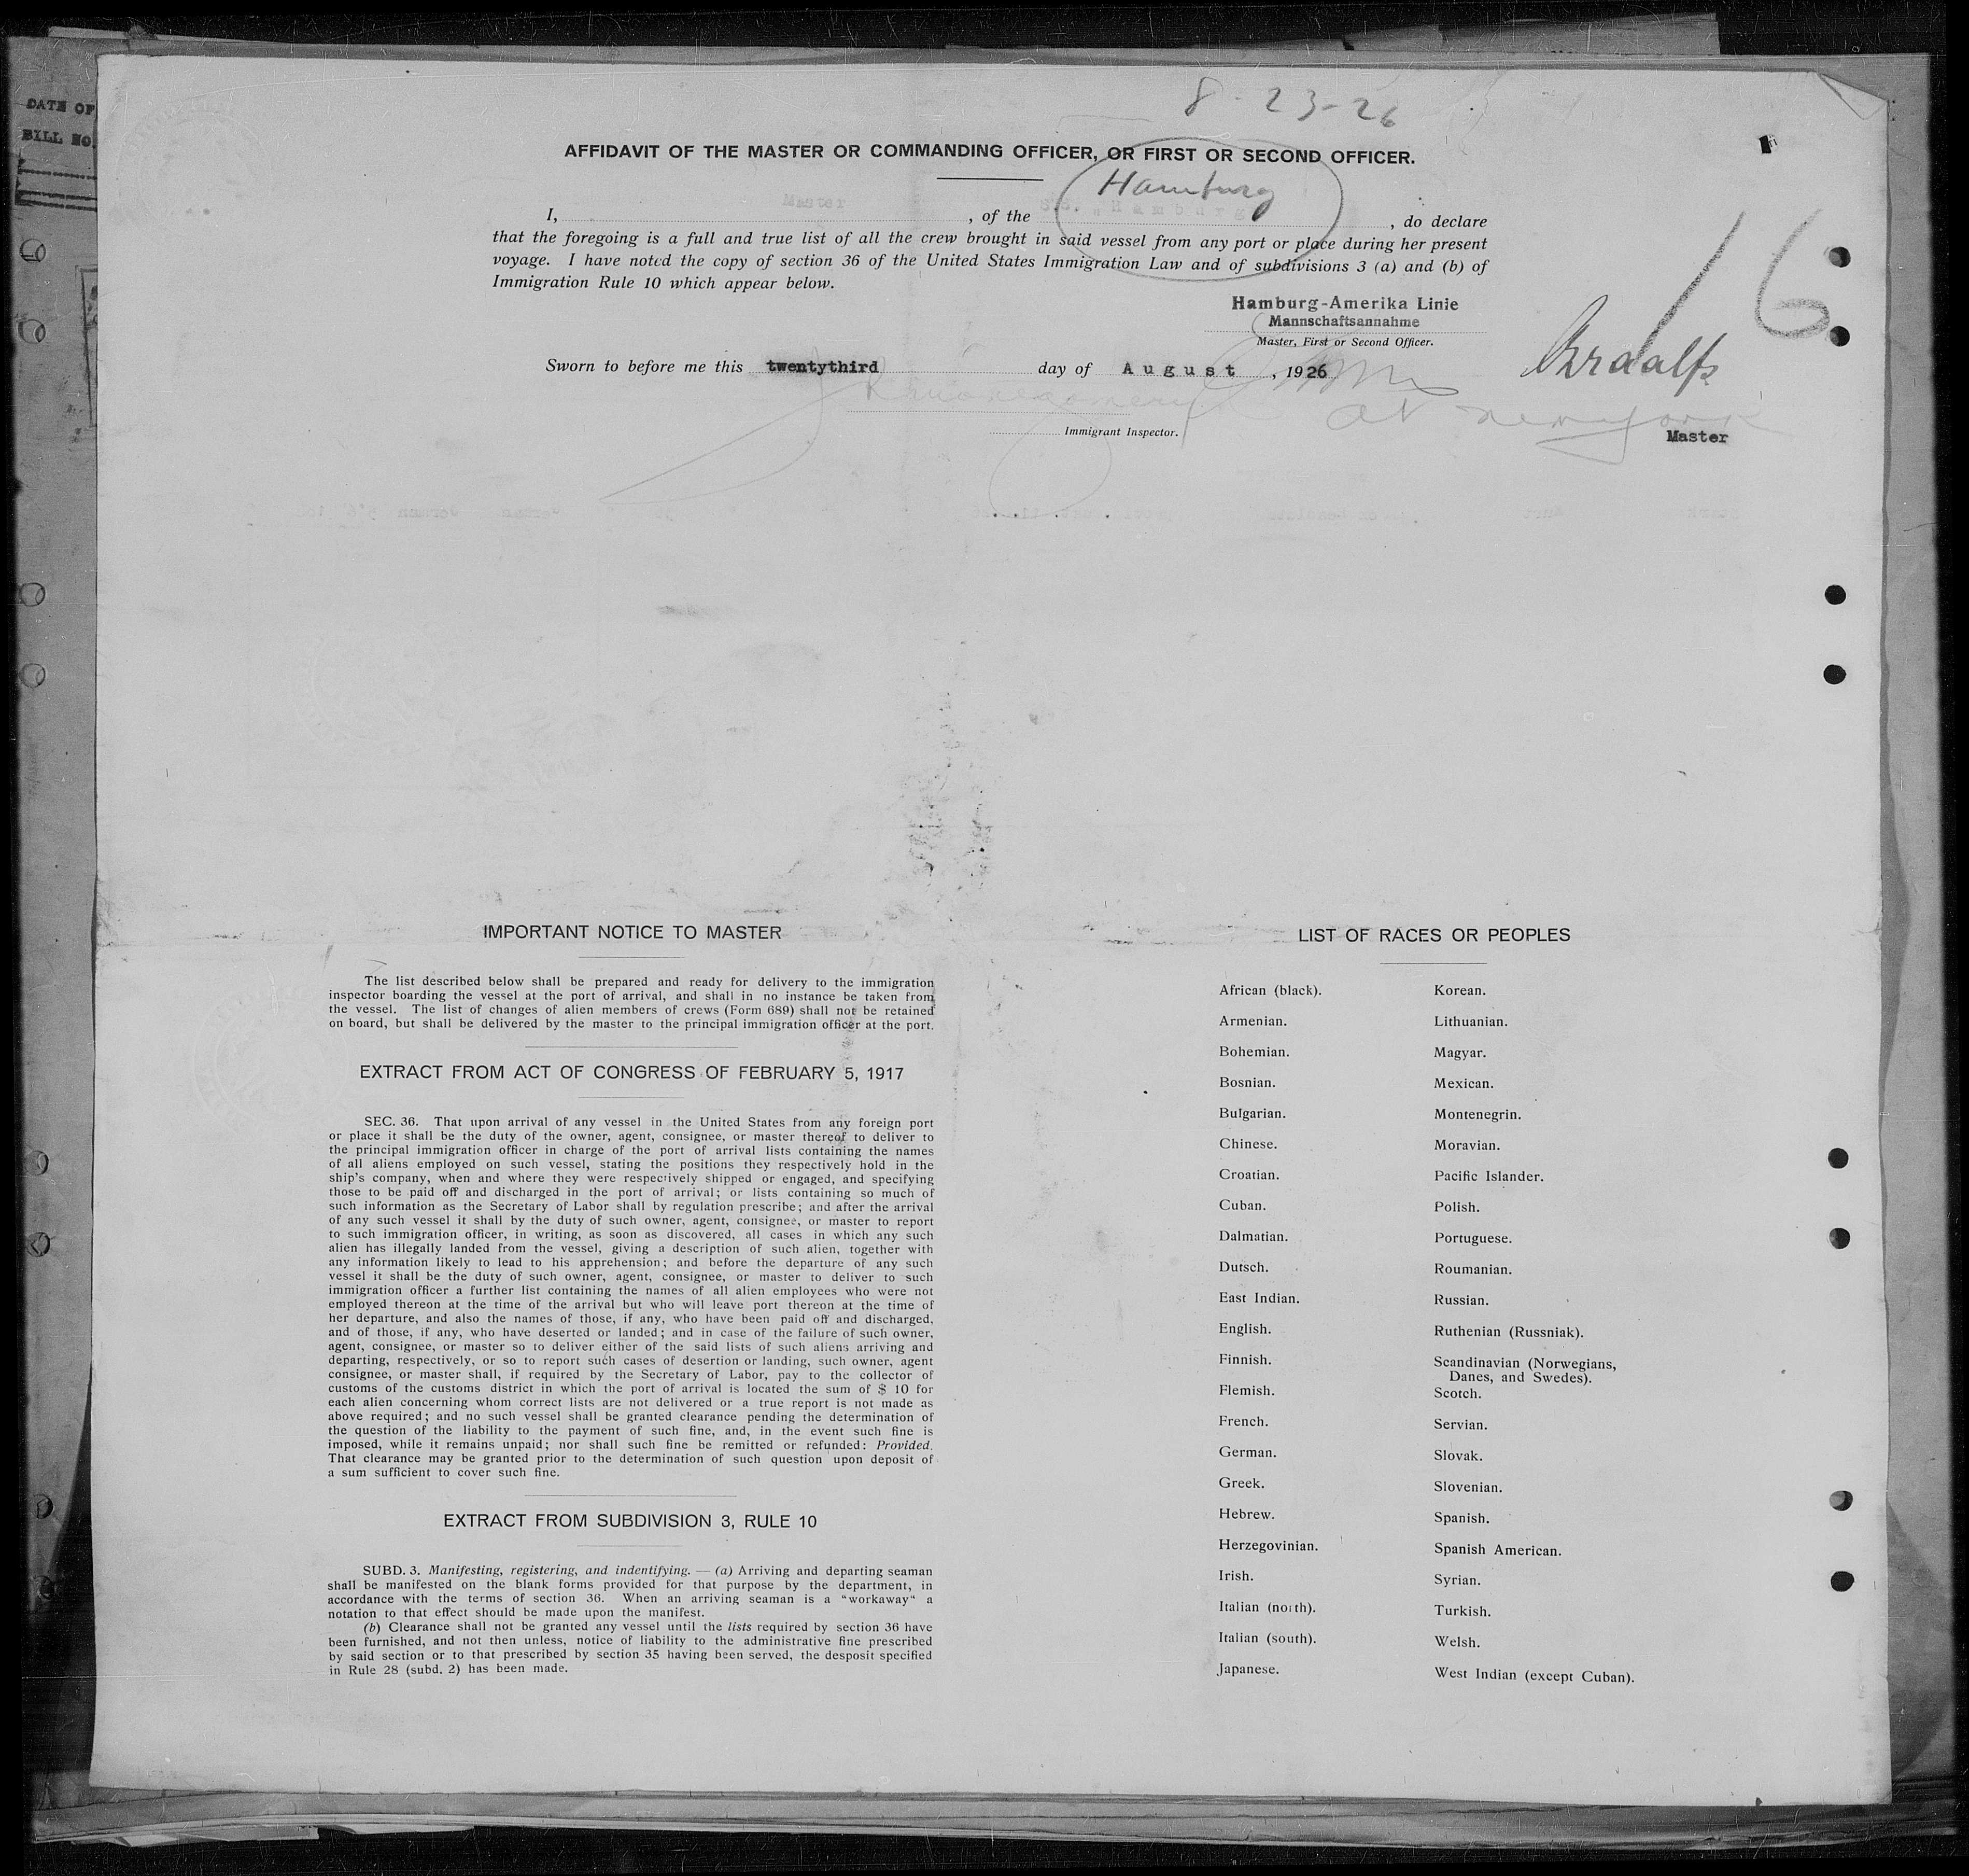 DATE OF
BILL NO.
8-23-26
AFFIDAVIT OF THE MASTER OR COMMANDING OFFICER, OR FIRST OR SECOND OFFICER.
Hamburg
I, Master, of the S.S. „Hamburg", do declare
that the foregoing is a full and true list of all the crew brought in said vessel from any port or place during her present
voyage. I have noted the copy of section 36 of the United States Immigration Law and of subdivisions 3 (a) and (b) of
Immigration Rule 10 which appear below.
16
Hamburg-Amerika Linie
Mannschaftsannahme
Master, First or Second Officer.
Sworn to before me this twentythird day of August, 1926
at New York
Immigrant Inspector.
Master
IMPORTANT NOTICE TO MASTER
The list described below shall be prepared and ready for delivery to the immigration
inspector boarding the vessel at the port of arrival, and shall in no instance be taken from
the vessel. The list of changes of alien members of crews (Form 689) shall not be retained
on board, but shall be delivered by the master to the principal immigration officer at the port.
EXTRACT FROM ACT OF CONGRESS OF FEBRUARY 5, 1917
SEC. 36. That upon arrival of any vessel in the United States from any foreign port
or place it shall be the duty of the owner, agent, consignee, or master thereof to deliver to
the principal immigration officer in charge of the port of arrival lists containing the names
of all aliens employed on such vessel, stating the positions they respectively hold in the
ship's company, when and where they were respectively shipped or engaged, and specifying
those to be paid off and discharged in the port of arrival; or lists containing so much of
such information as the Secretary of Labor shall by regulation prescribe; and after the arrival
of any such vessel it shall by the duty of such owner, agent, consignee, or master to report
to such immigration officer, in writing, as soon as discovered, all cases in which any such
alien has illegally landed from the vessel, giving a description of such alien, together with
any information likely to lead to his apprehension; and before the departure of any such
vessel it shall be the duty of such owner, agent, consignee, or master to deliver to such
immigration officer a further list containing the names of all alien employees who were not
employed thereon at the time of the arrival but who will leave port thereon at the time of
her departure, and also the names of those, if any, who have been paid off and discharged,
and of those, if any, who have deserted or landed; and in case of the failure of such owner,
agent, consignee, or master so to deliver either of the said lists of such aliens arriving and
departing, respectively, or so to report such cases of desertion or landing, such owner, agent
consignee, or master shall, if required by the Secretary of Labor, pay to the collector of
customs of the customs district in which the port of arrival is located the sum of $ 10 for
each alien concerning whom correct lists are not delivered or a true report is not made as
above required; and no such vessel shall be granted clearance pending the determination of
the question of the liability to the payment of such fine, and, in the event such fine is
imposed, while it remains unpaid; nor shall such fine be remitted or refunded: Provided.
That clearance may be granted prior to the determination of such question upon deposit of
a sum sufficient to cover such fine.
EXTRACT FROM SUBDIVISION 3, RULE 10
SUBD. 3. Manifesting, registering, and indentifying. — (a) Arriving and departing seaman
shall be manifested on the blank forms provided for that purpose by the department, in
accordance with the terms of section 36. When an arriving seaman is a "workaway" a
notation to that effect should be made upon the manifest.
(b) Clearance shall not be granted any vessel until the lists required by section 36 have
been furnished, and not then unless, notice of liability to the administrative fine prescribed
by said section or to that prescribed by section 35 having been served, the desposit specified
in Rule 28 (subd. 2) has been made.
LIST OF RACES OR PEOPLES
African (black).
Armenian.
Bohemian.
Bosnian.
Bulgarian.
Chinese.
Croatian.
Cuban.
Dalmatian.
Dutsch.
East Indian.
English.
Finnish.
Flemish.
French.
German.
Greek.
Hebrew.
Herzegovinian.
Irish.
Italian (north).
Italian (south).
Japanese.
Korean.
Lithuanian.
Magyar.
Mexican.
Montenegrin.
Moravian.
Pacific Islander.
Polish.
Portuguese.
Roumanian.
Russian.
Ruthenian (Russniak).
Scandinavian (Norwegians,
Danes, and Swedes).
Scotch.
Servian.
Slovak.
Slovenian.
Spanish.
Spanish American.
Syrian.
Turkish.
Welsh.
West Indian (except Cuban).